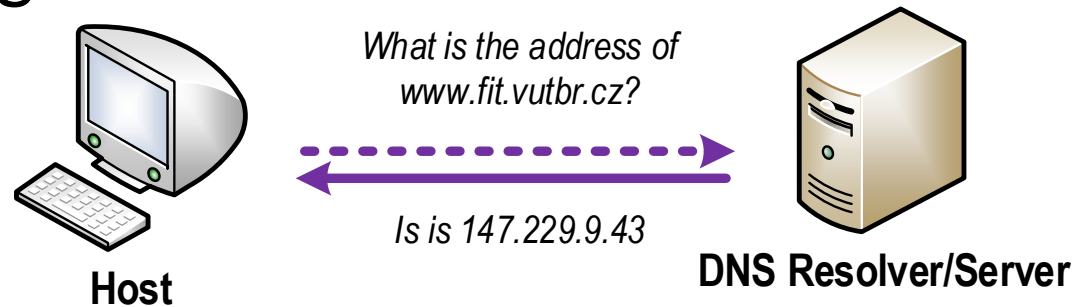 What is the address of
www.fit.vutbr.cz?
Is is 147.229.9.43
Host
DNS Resolver/Server